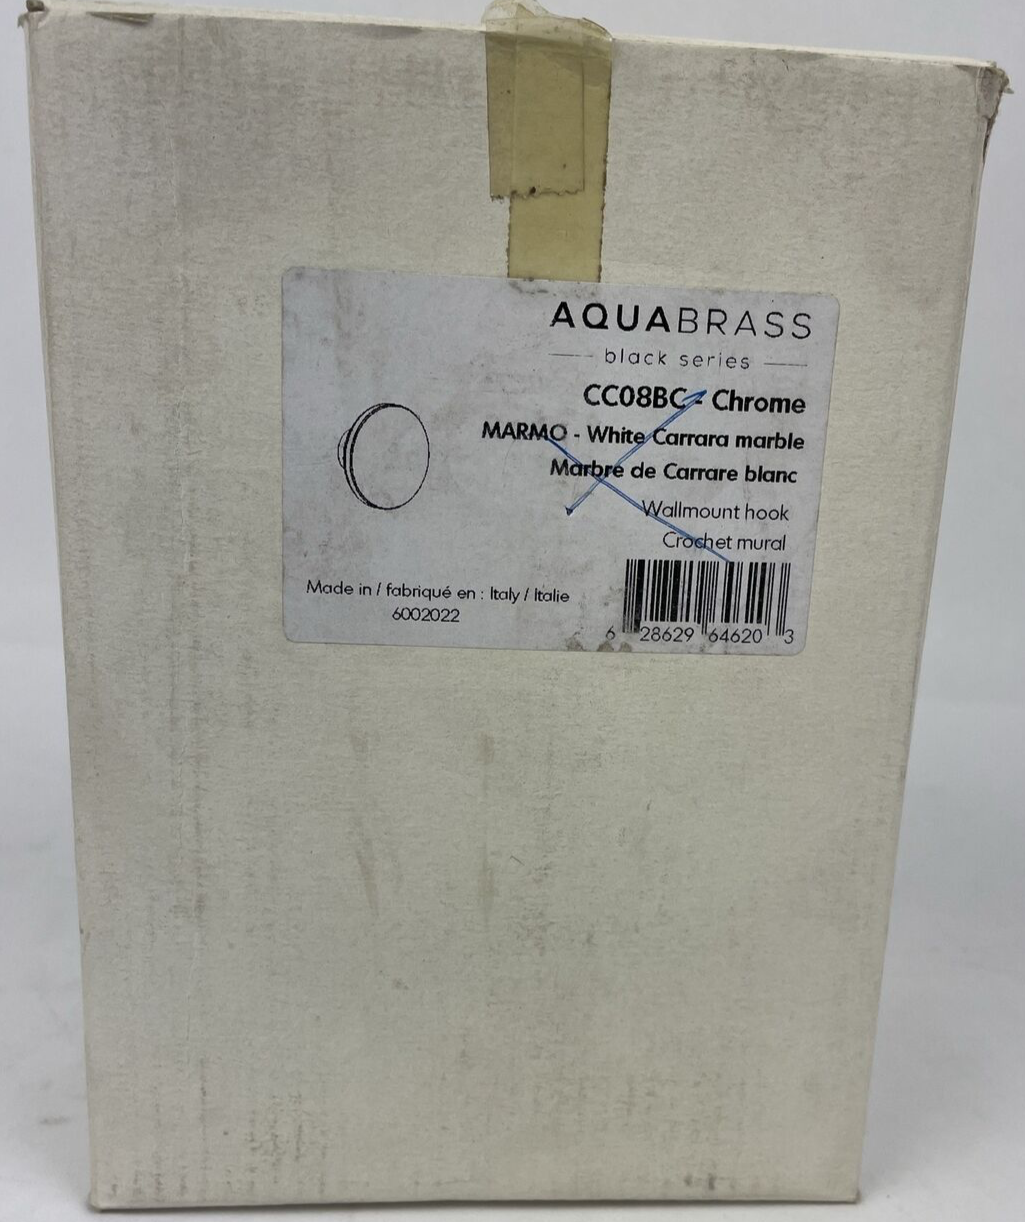 AQUABRASS
black series
CC08BC - Chrome
MARMO - White Carrara marble
Marbre de Carrare blanc
Wallmount hook
Crochet mural
Made in / fabriqué en : Italy / Italie
6002022
6 28629 64620 3